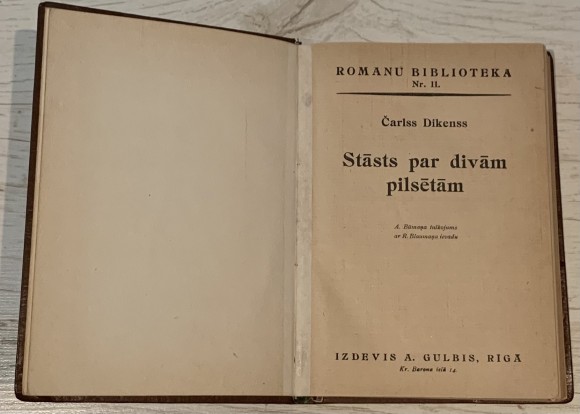 ROMANU BIBLIOTEKA
Nr. 11.
Čarlss Dikenss
Stāsts par divām
pilsētām
A. Bērmaņa tulkojums
ar R. Blaumaņa ievadu
IZDEVIS A. GULBIS, RĪGĀ
Kr. Barona ielā 14.